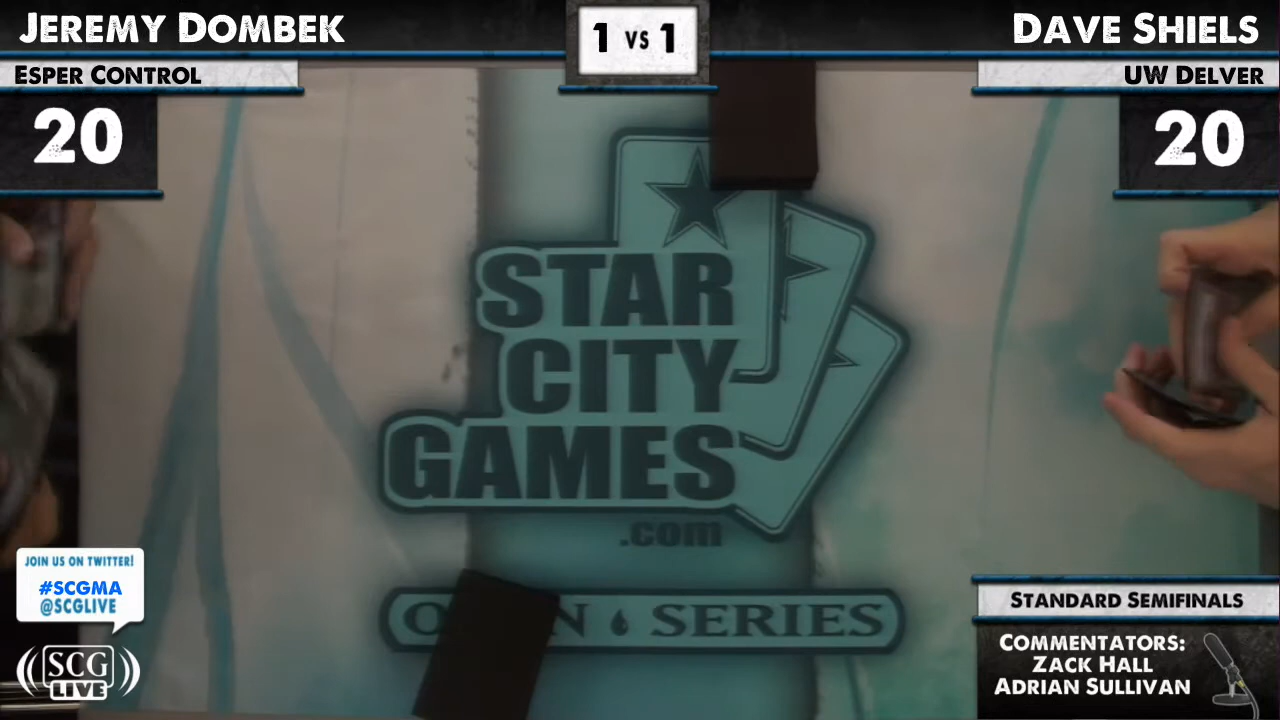 JEREMY DOMBEK
1 VS 1
DAVE SHIELS
ESPER CONTROL
UW DELVER
20
20
STAR
CITY
GAMES
.com
SERIES
JOIN US ON TWITTER!
#SCGMA
@SCGLIVE
SCG
LIVE
STANDARD SEMIFINALS
COMMENTATORS:
ZACK HALL
ADRIAN SULLIVAN